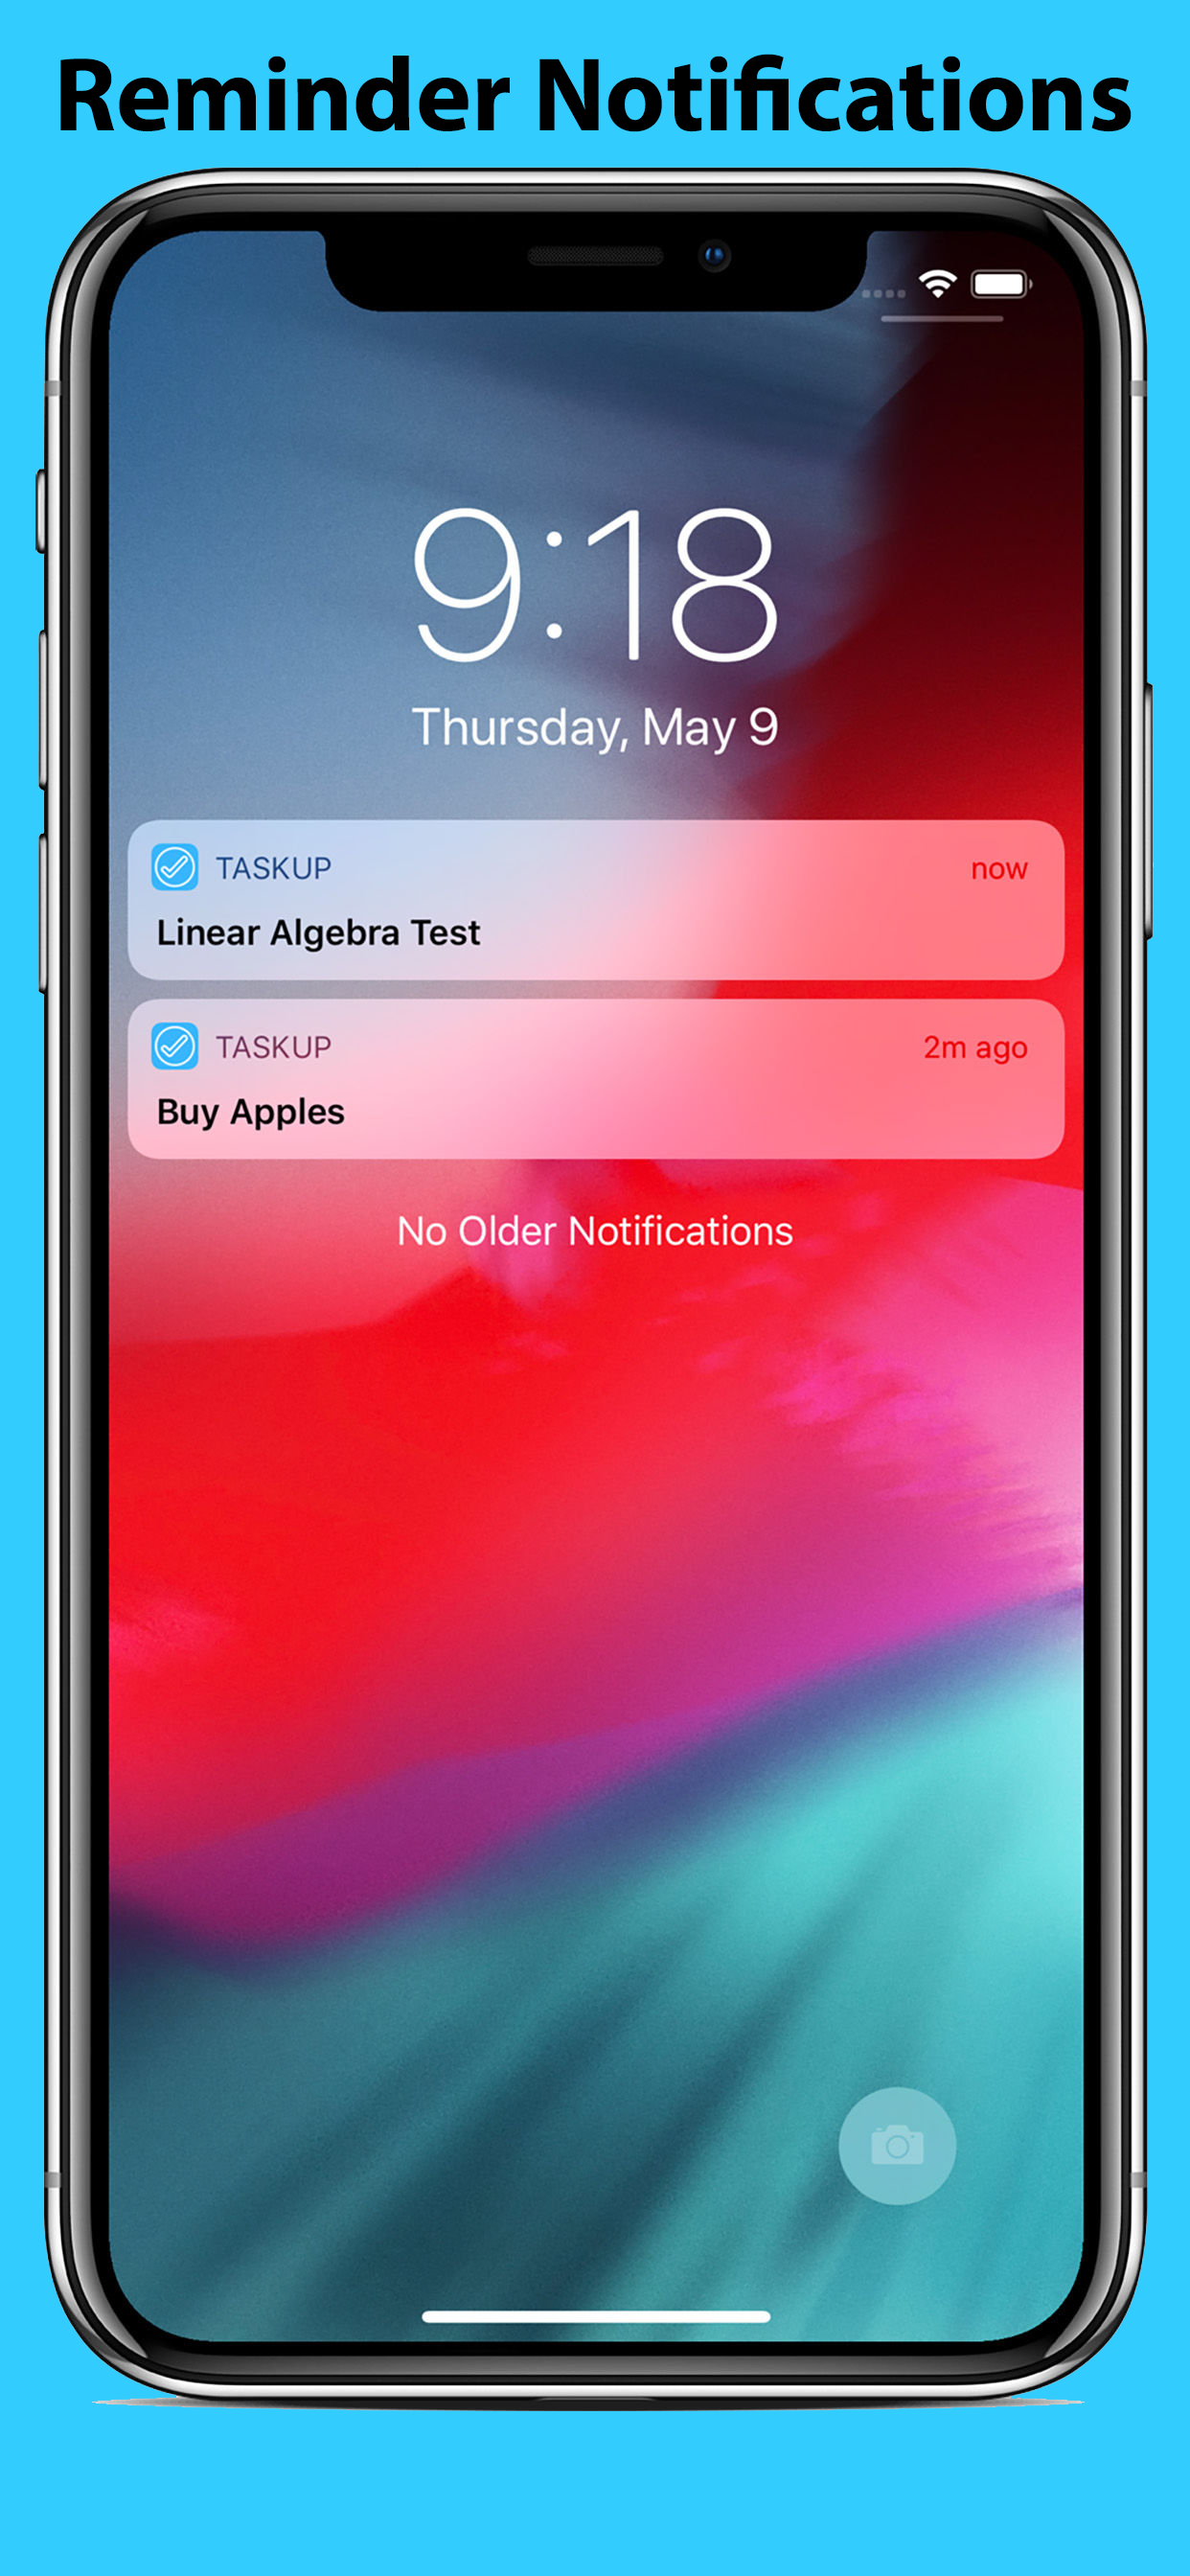 Reminder Notifications
9:18
Thursday, May 9
TASKUP
now
Linear Algebra Test
TASKUP
2m ago
Buy Apples
No Older Notifications